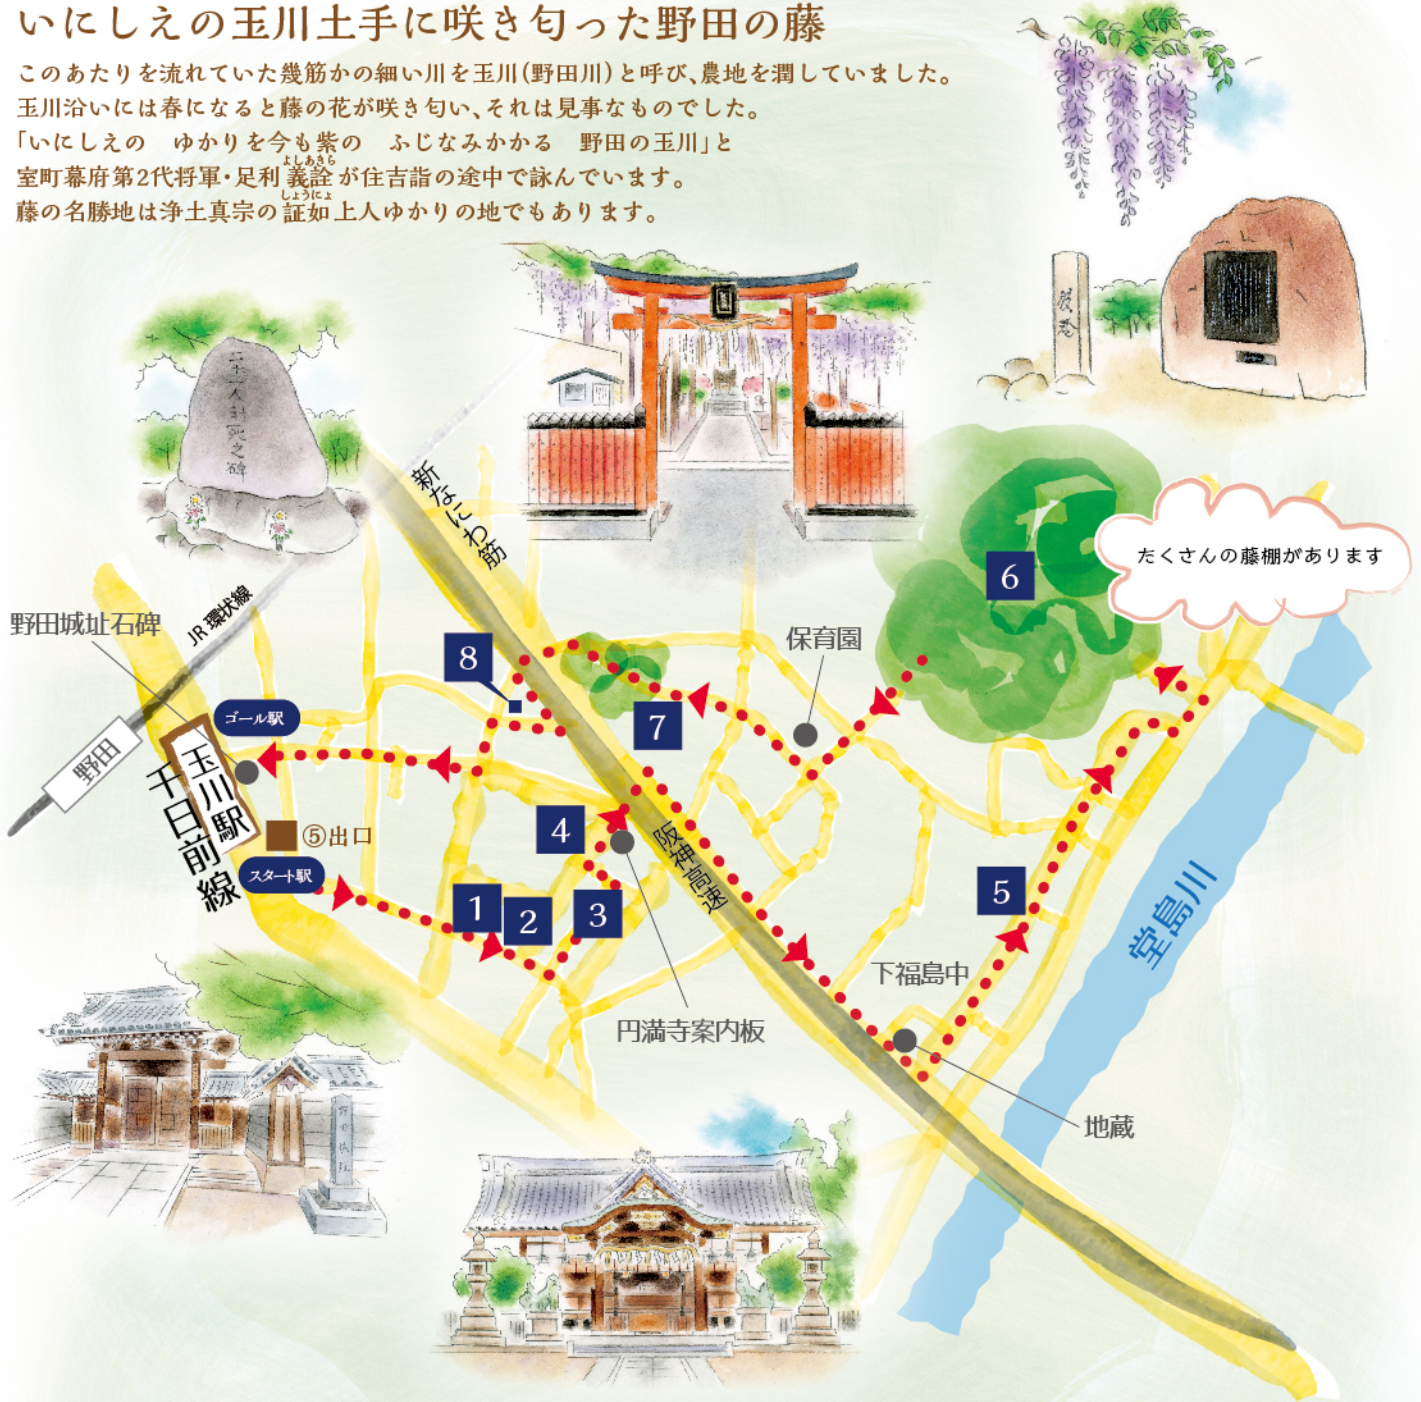 いにしえの玉川土手に咲き匂った野田の藤
このあたりを流れていた幾筋かの細い川を玉川(野田川)と呼び、農地を潤していました。
玉川沿いには春になると藤の花が咲き匂い、それは見事なものでした。
「いにしえの　ゆかりを今も紫の　ふじなみかかる　野田の玉川」と
よしあきら
室町幕府第2代将軍・足利義詮が住吉詣の途中で詠んでいます。
しょうにょ
藤の名勝地は浄土真宗の証如上人ゆかりの地でもあります。
二十一人討死之碑
藤庵
新なにわ筋
たくさんの藤棚があります
6
JR環状線
野田城址石碑
保育園
8
ゴール駅
7
野田
玉川駅
千日前線
4
⑤出口
阪神高速
スタート駅
5
1
2
3
堂島川
下福島中
円満寺案内板
地蔵